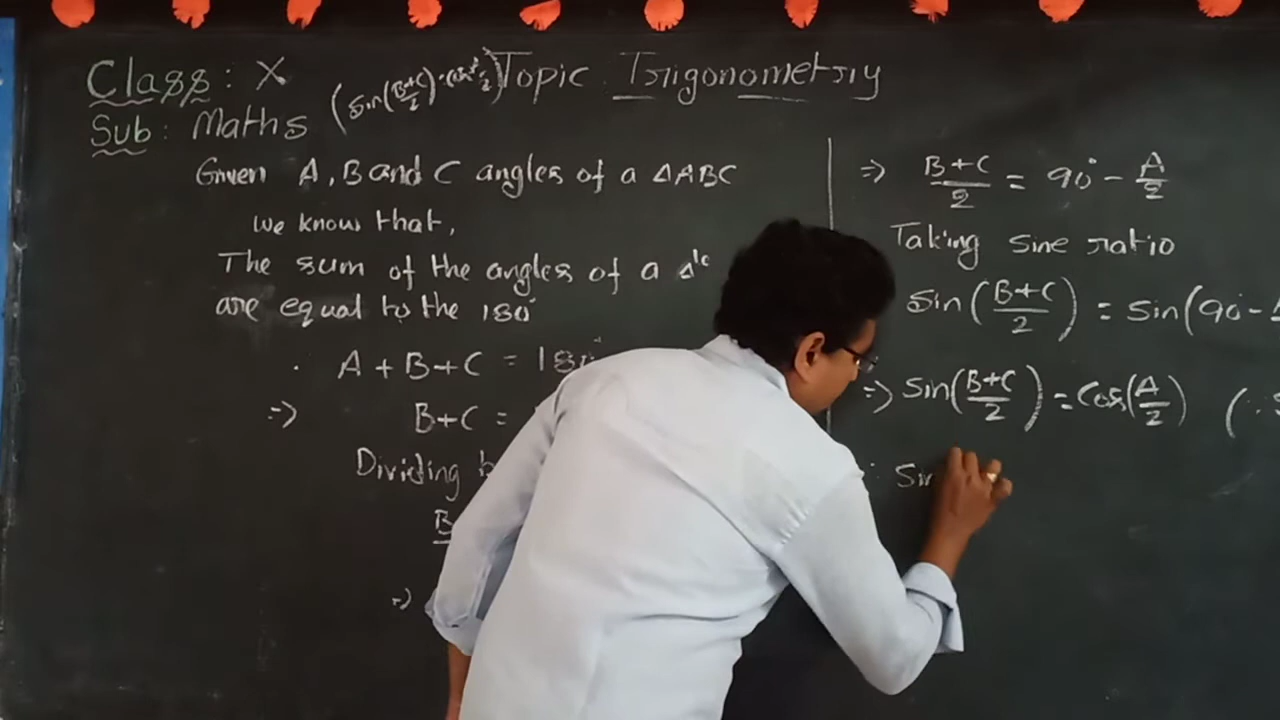 Class : X
(sin(B+C/2) = cos A/2) Topic : Trigonometry
Sub : Maths
Given A, B and C angles of a ΔABC
we know that,
The sum of the angles of a Δle
are equal to the 180°
A + B + C = 180°
⇒ B+C =
Dividing
B
⇒
⇒ B+C/2 = 90° - A/2
Taking sine ratio
Sin(B+C/2) = Sin(90° -
⇒ Sin(B+C/2) = Cos(A/2) (∵
∴ Sin